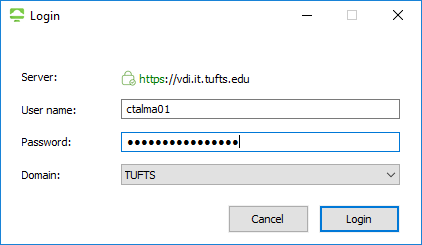 Login
Server: https://vdi.it.tufts.edu
User name: ctalma01
Password: ●●●●●●●●●●●●●●●●
Domain: TUFTS
Cancel Login